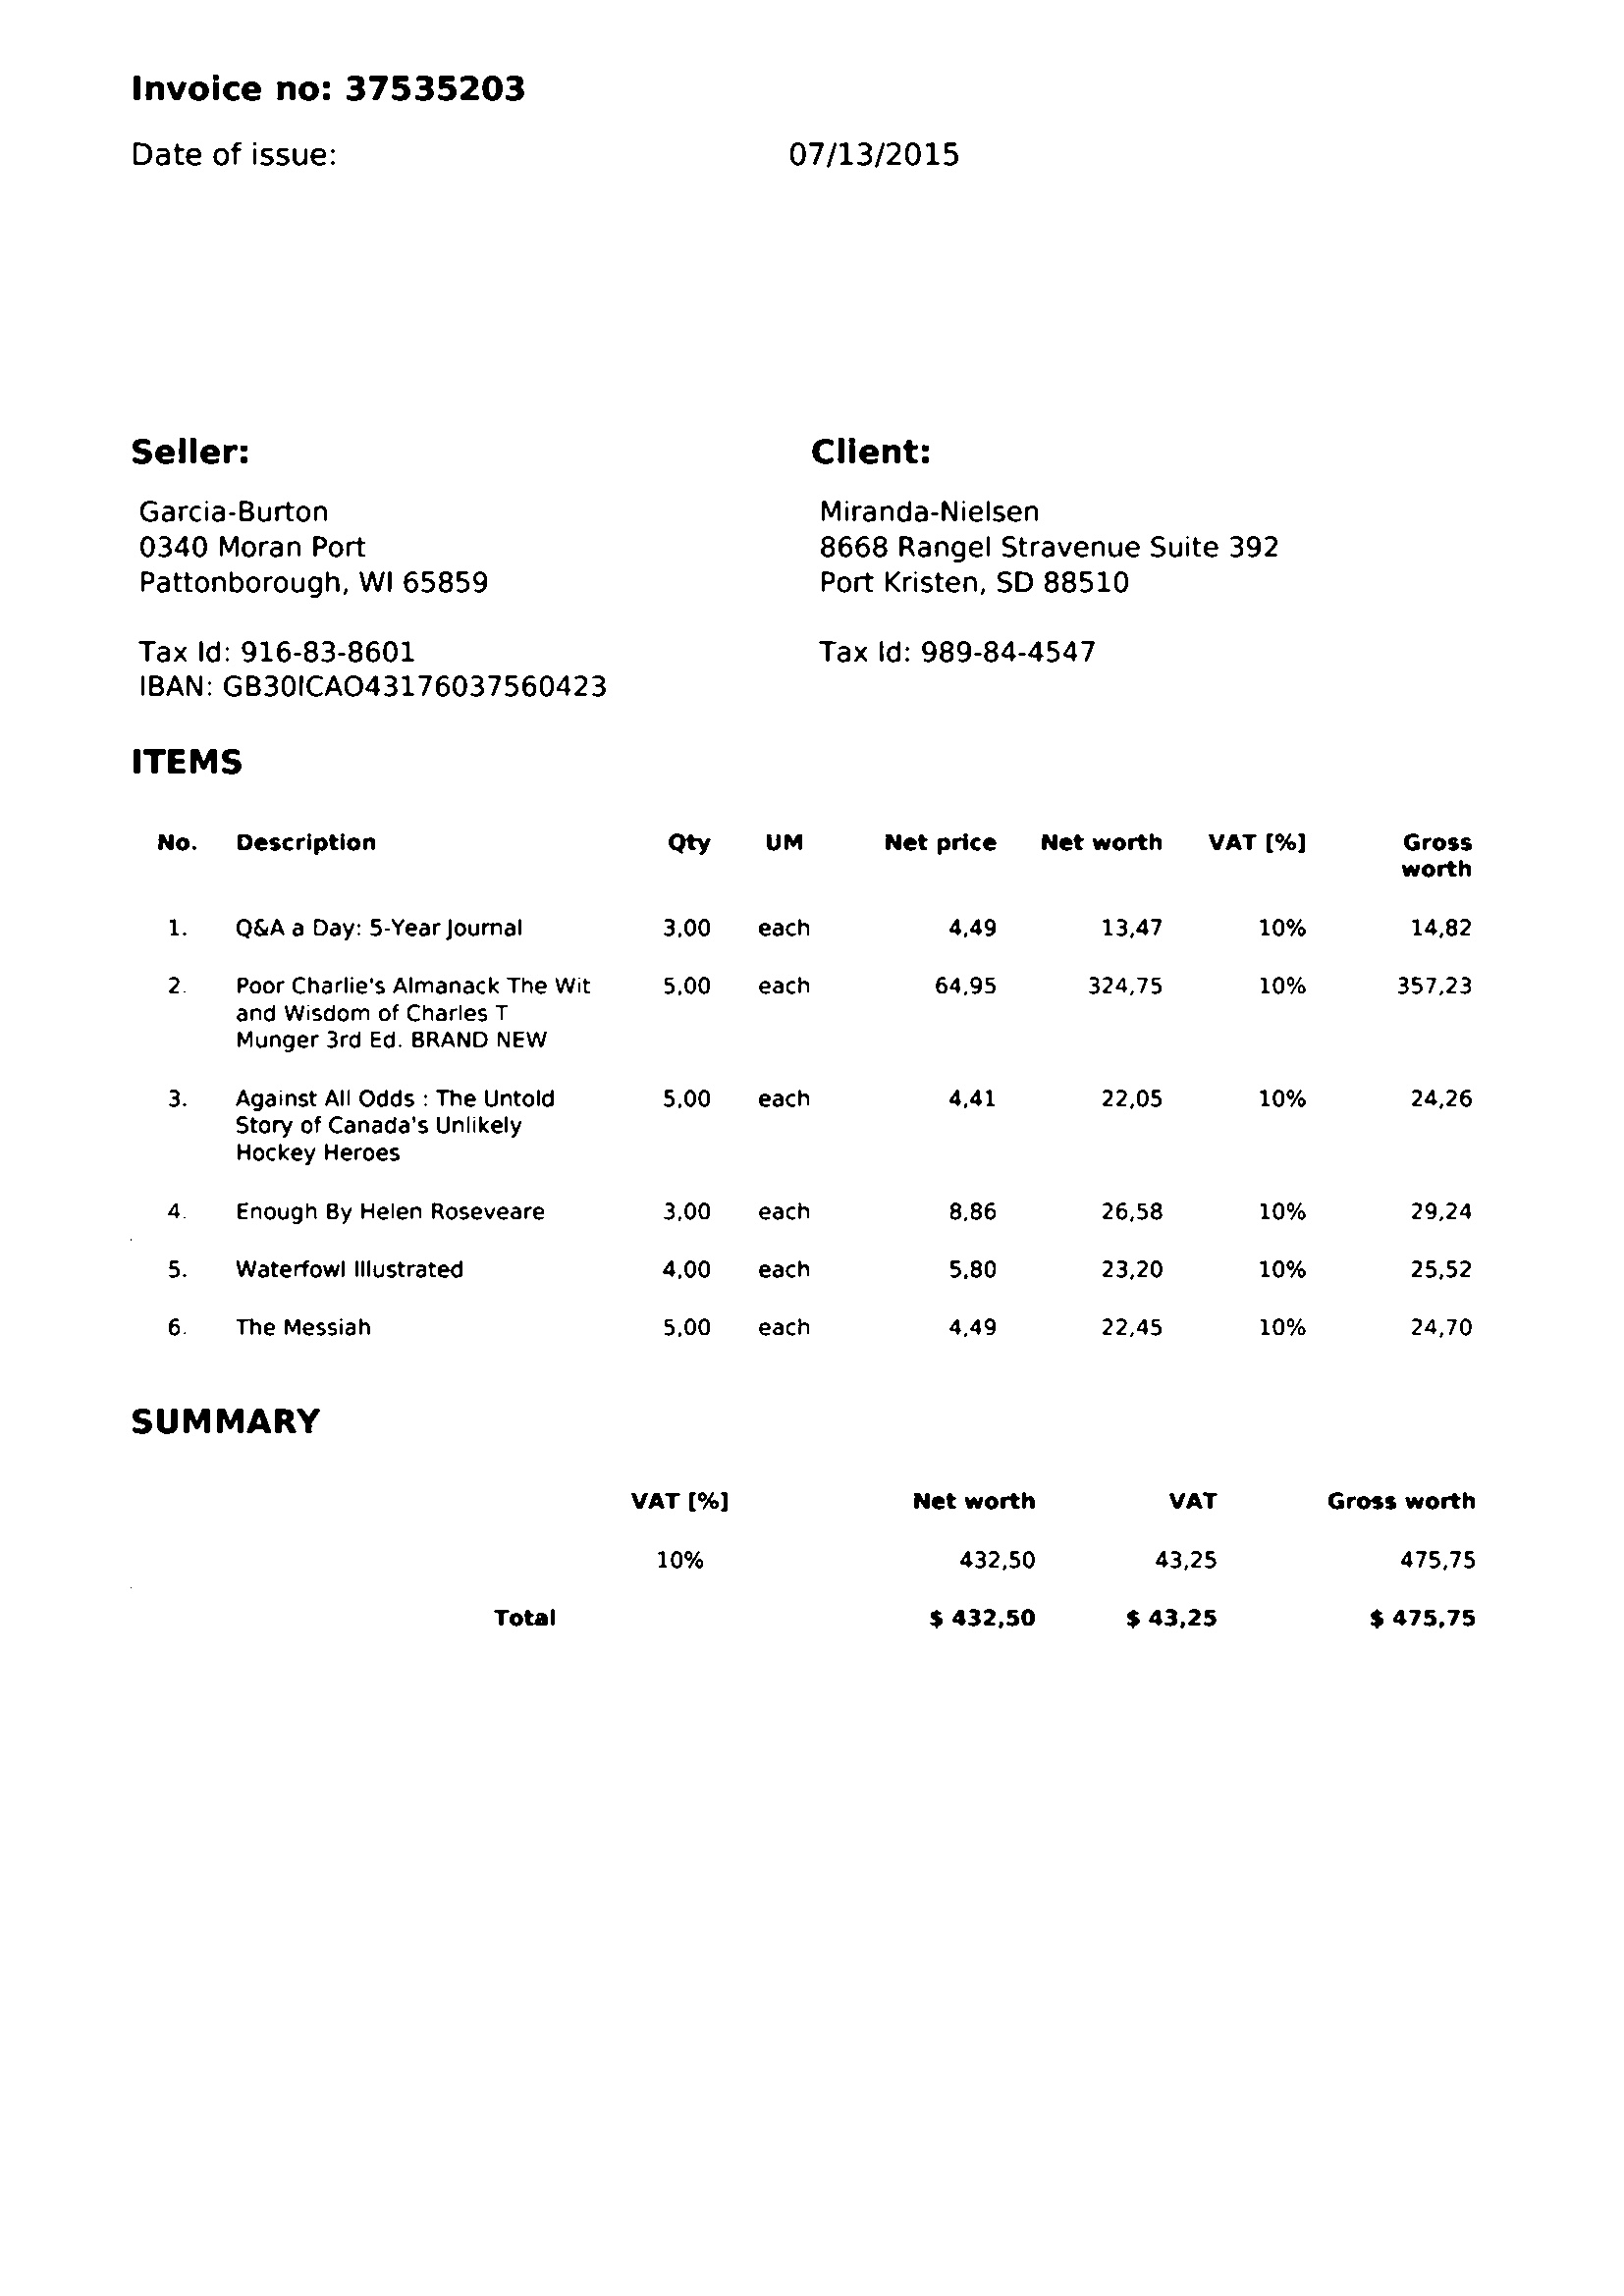 Invoice no: 37535203
Date of issue: 07/13/2015
Seller: Client:
Garcia-Burton Miranda-Nielsen
0340 Moran Port 8668 Rangel Stravenue Suite 392
Pattonborough, WI 65859 Port Kristen, SD 88510
Tax Id: 916-83-8601 Tax Id: 989-84-4547
IBAN: GB30ICAO43176037560423
ITEMS
No. Description Qty UM Net price Net worth VAT [%] Gross
worth
1. Q&A a Day: 5-Year Journal 3,00 each 4,49 13,47 10% 14,82
2. Poor Charlie's Almanack The Wit 5,00 each 64,95 324,75 10% 357,23
and Wisdom of Charles T
Munger 3rd Ed. BRAND NEW
3. Against All Odds : The Untold 5,00 each 4,41 22,05 10% 24,26
Story of Canada's Unlikely
Hockey Heroes
4. Enough By Helen Roseveare 3,00 each 8,86 26,58 10% 29,24
5. Waterfowl Illustrated 4,00 each 5,80 23,20 10% 25,52
6. The Messiah 5,00 each 4,49 22,45 10% 24,70
SUMMARY
VAT [%] Net worth VAT Gross worth
10% 432,50 43,25 475,75
Total $ 432,50 $ 43,25 $ 475,75